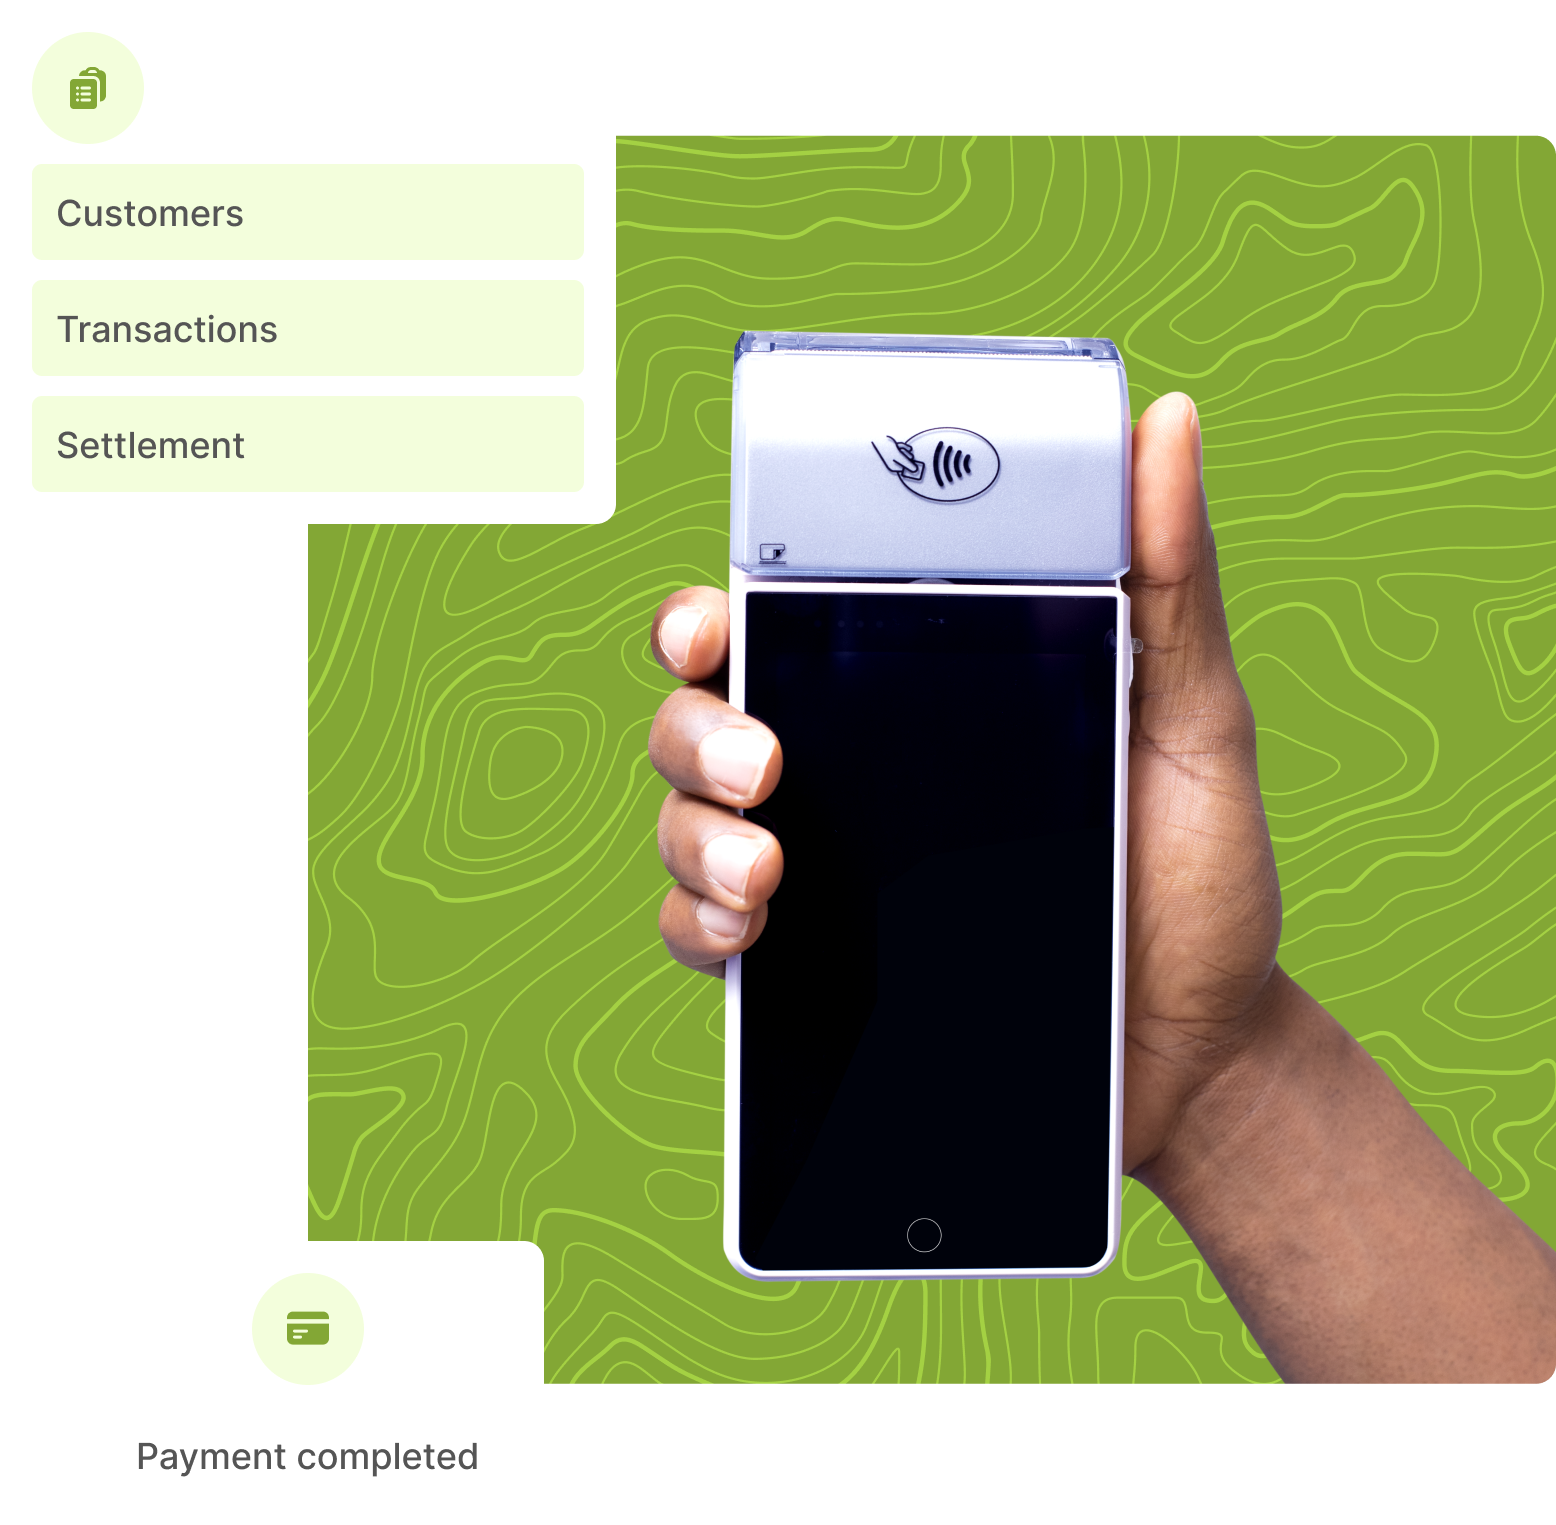 Customers
Transactions
Settlement
Payment completed